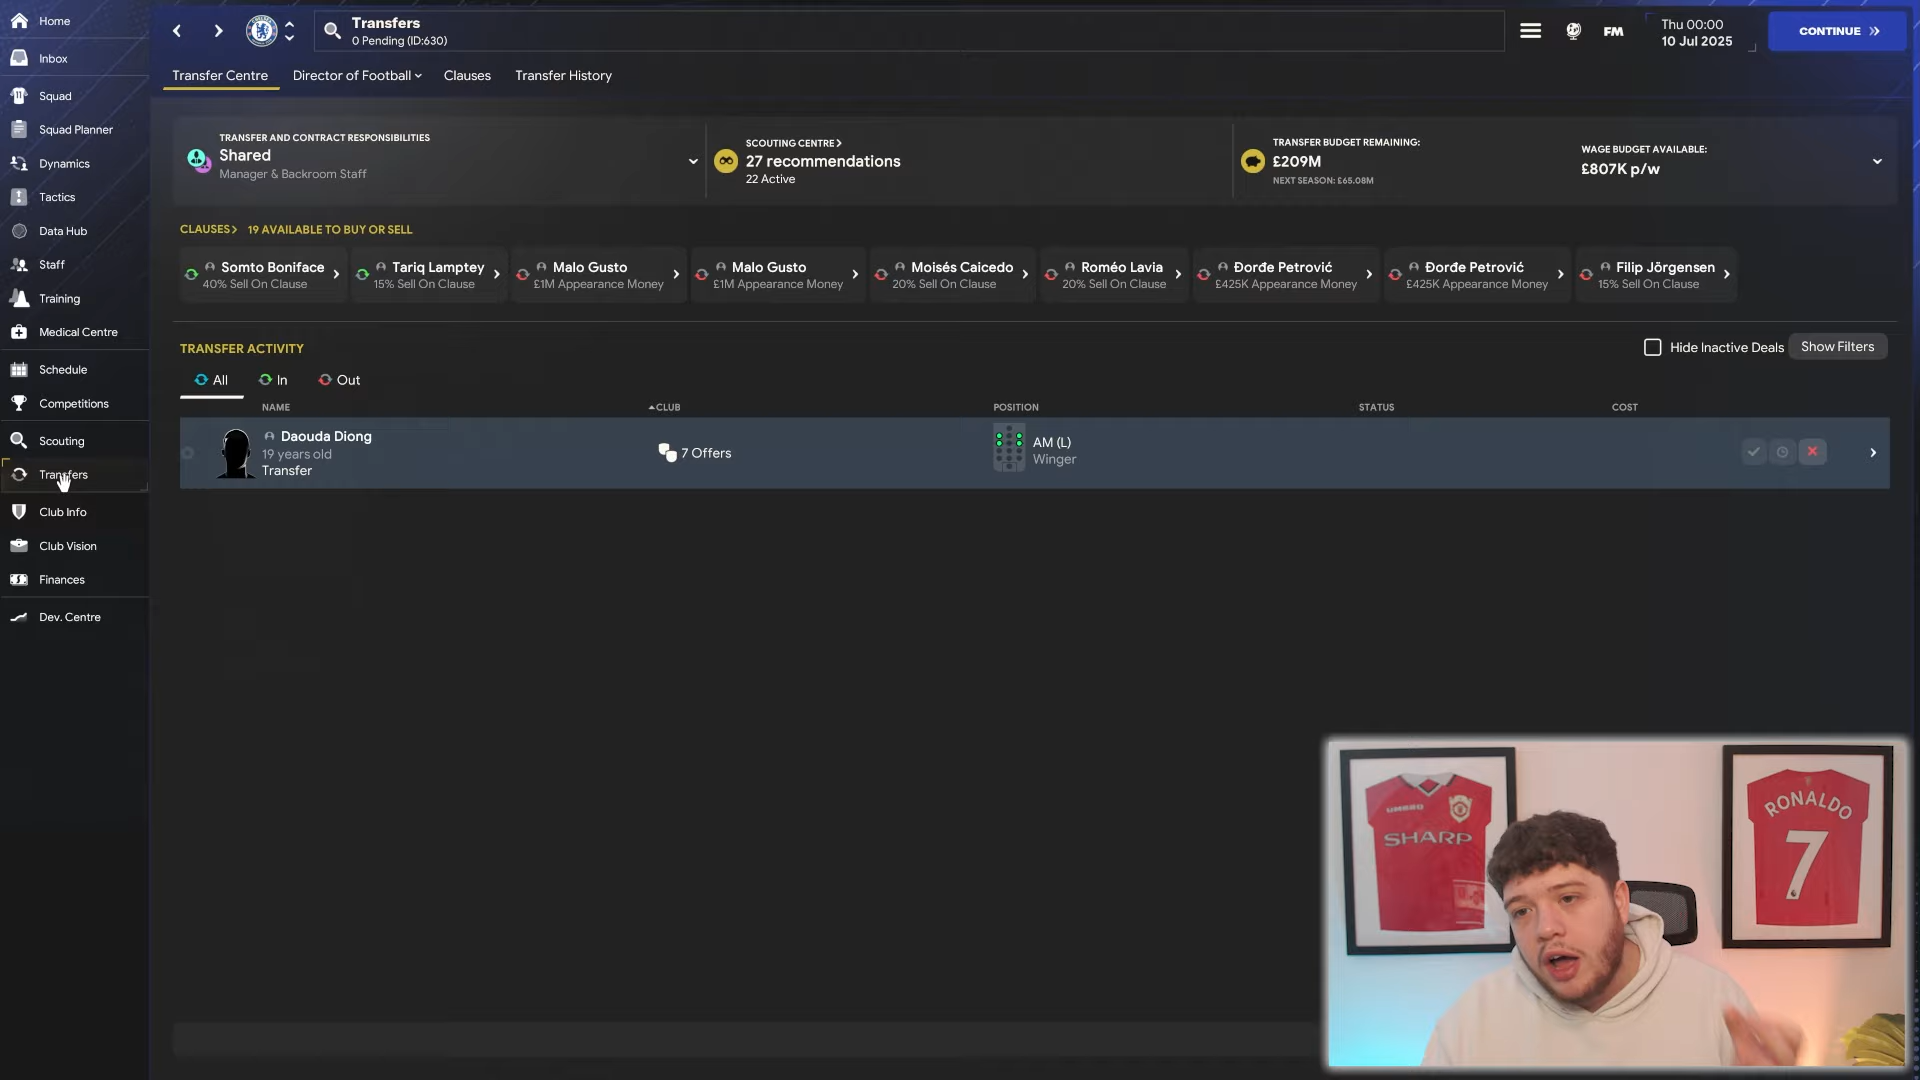 Home
Inbox
Squad
Squad Planner
Dynamics
Tactics
Data Hub
Staff
Training
Medical Centre
Schedule
Competitions
Scouting
Transfers
Club Info
Club Vision
Finances
Dev. Centre
Transfers
0 Pending (ID:630)
FM
Thu 00:00
10 Jul 2025
CONTINUE
Transfer Centre
Director of Football
Clauses
Transfer History
TRANSFER AND CONTRACT RESPONSIBILITIES
Shared
Manager & Backroom Staff
SCOUTING CENTRE>
27 recommendations
22 Active
TRANSFER BUDGET REMAINING:
£209M
NEXT SEASON: £65.08M
WAGE BUDGET AVAILABLE:
£807K p/w
CLAUSES> 19 AVAILABLE TO BUY OR SELL
Somto Boniface
40% Sell On Clause
Tariq Lamptey
15% Sell On Clause
Malo Gusto
£1M Appearance Money
Malo Gusto
£1M Appearance Money
Moisés Caicedo
20% Sell On Clause
Roméo Lavia
20% Sell On Clause
Đorđe Petrović
£425K Appearance Money
Đorđe Petrović
£425K Appearance Money
Filip Jörgensen
15% Sell On Clause
TRANSFER ACTIVITY
Hide Inactive Deals
Show Filters
All
In
Out
NAME
CLUB
POSITION
STATUS
COST
Daouda Diong
19 years old
Transfer
7 Offers
AM (L)
Winger
UMBRO
SHARP
RONALDO
7